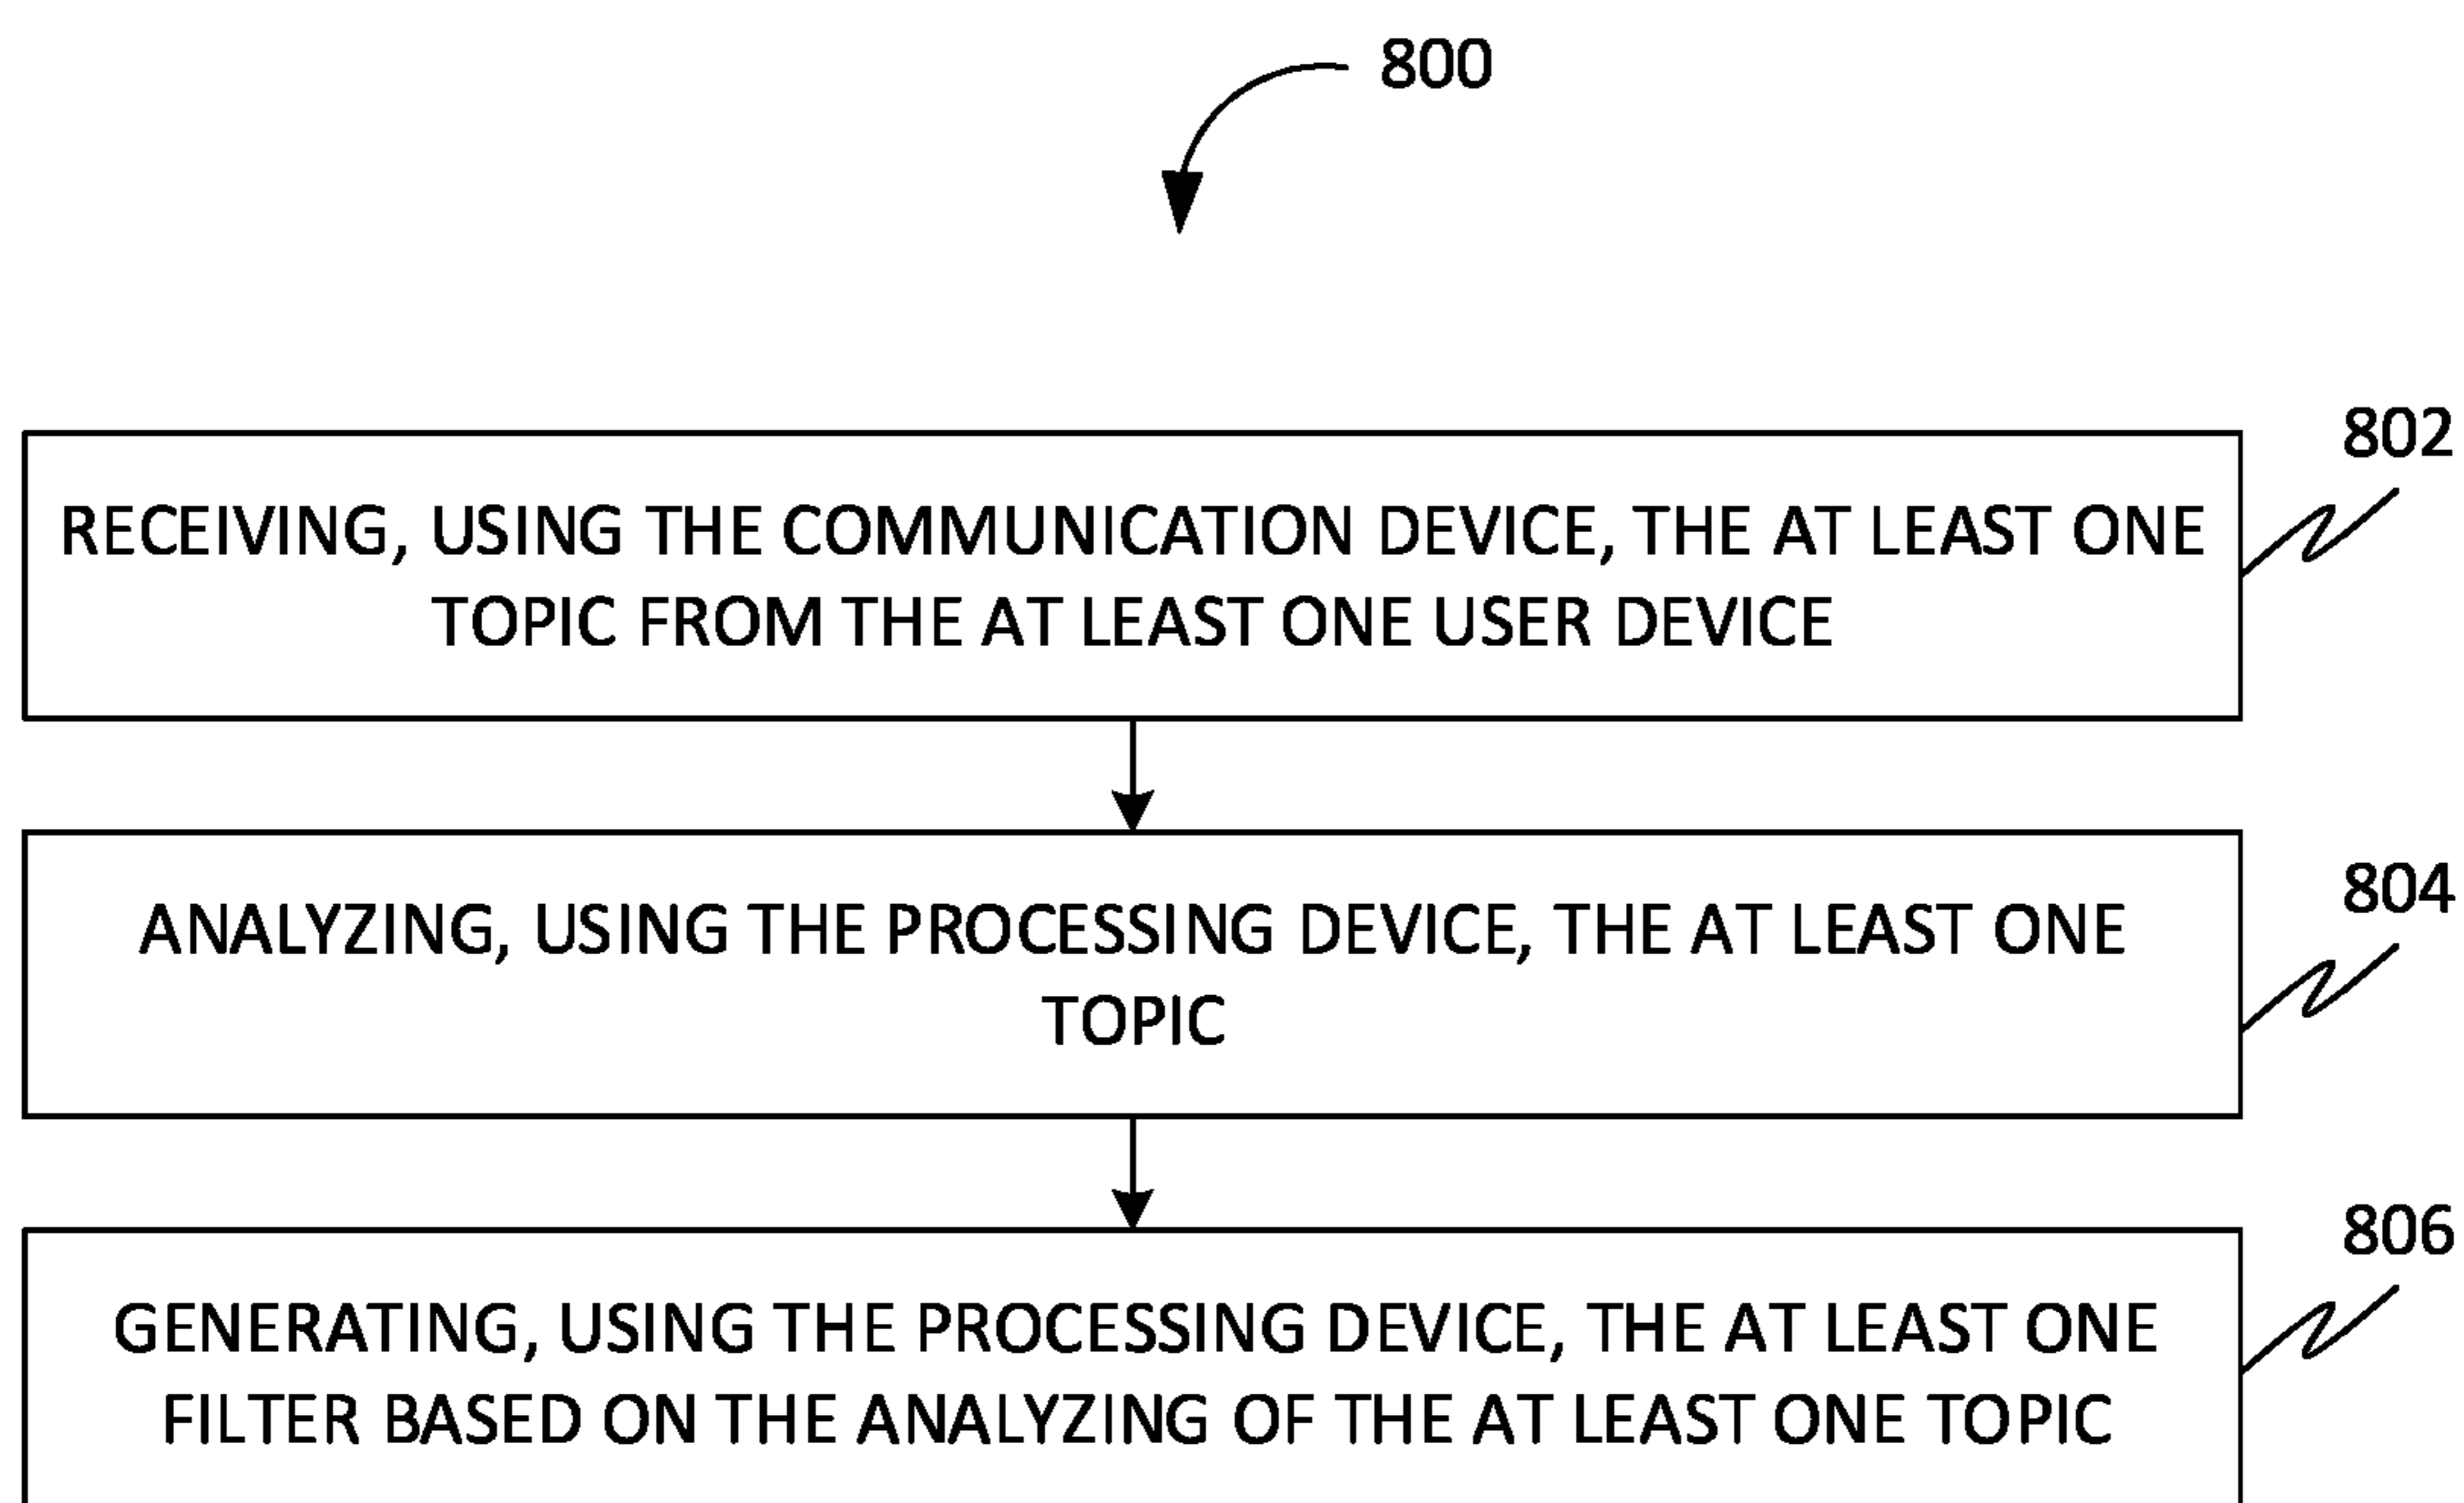 800
802
RECEIVING, USING THE COMMUNICATION DEVICE, THE AT LEAST ONE
TOPIC FROM THE AT LEAST ONE USER DEVICE
804
ANALYZING, USING THE PROCESSING DEVICE, THE AT LEAST ONE
TOPIC
806
GENERATING, USING THE PROCESSING DEVICE, THE AT LEAST ONE
FILTER BASED ON THE ANALYZING OF THE AT LEAST ONE TOPIC